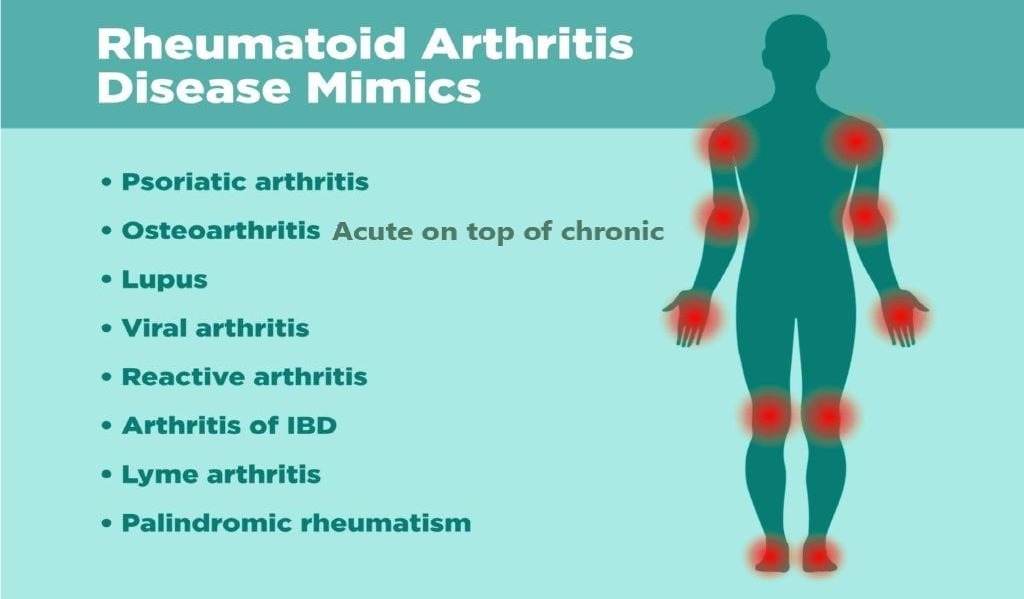 Rheumatoid Arthritis
Disease Mimics
• Psoriatic arthritis
• Osteoarthritis Acute on top of chronic
• Lupus
• Viral arthritis
• Reactive arthritis
• Arthritis of IBD
• Lyme arthritis
• Palindromic rheumatism